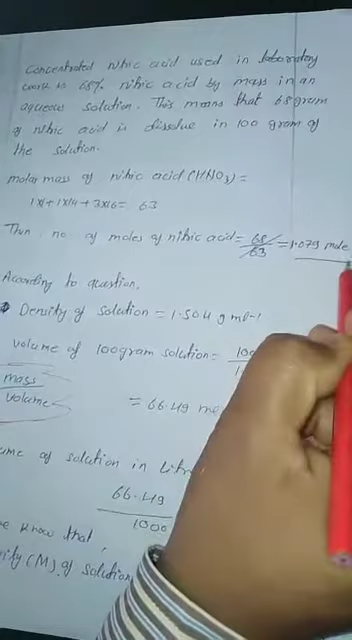 Concentrated nitric acid used in laboratory
work is 68% nitric acid by mass in an
aqueous solution. This means that 68 gram
of nitric acid is dissolve in 100 gram of
the solution.
molar mass of nitric acid (HNO3) =
1x1+1x14+3x16= 63
Then no of moles of nitric acid= 68/63 =1.079 mole
According to question.
Density of solution = 1.504 g ml-1
volume of 100gram solution=
mass
volume
= 66.49
of solution in Litre
66.49
1000
know that,
(M) of solution